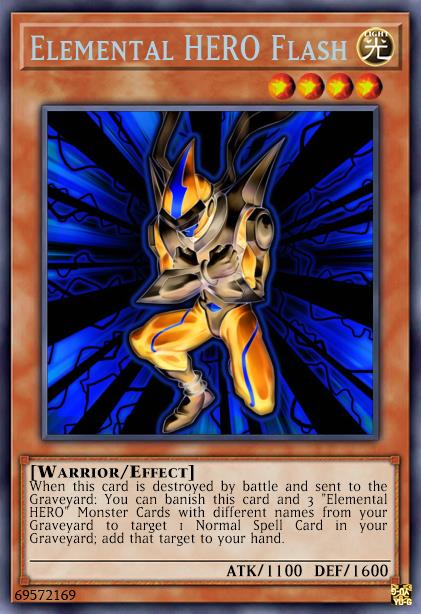 Elemental HERO Flash
LIGHT
光
[Warrior/Effect]
When this card is destroyed by battle and sent to the
Graveyard: You can banish this card and 3 "Elemental
HERO" Monster Cards with different names from your
Graveyard to target 1 Normal Spell Card in your
Graveyard; add that target to your hand.
ATK/1100 DEF/1600
69572169